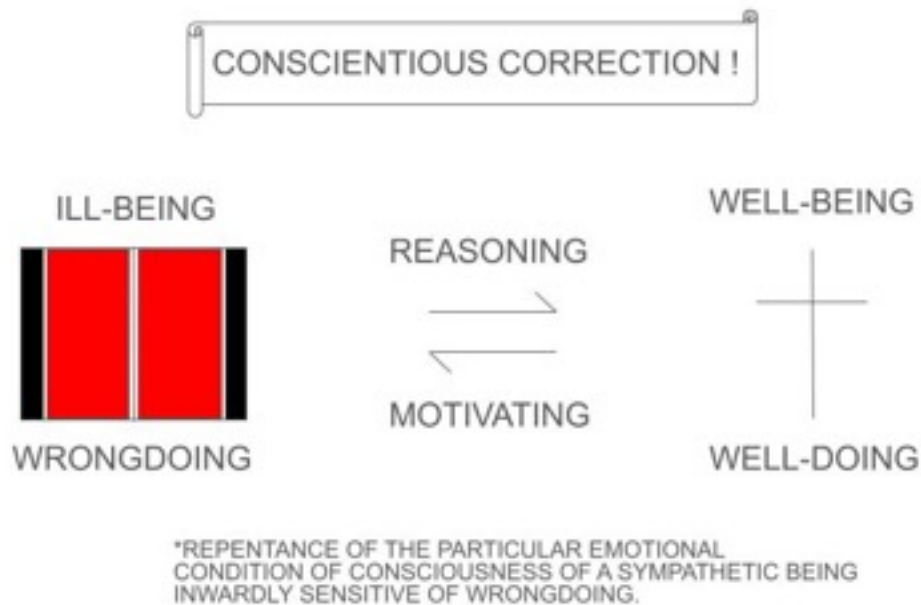 CONSCIENTIOUS CORRECTION !
ILL-BEING
WELL-BEING
REASONING
MOTIVATING
WRONGDOING
WELL-DOING
*REPENTANCE OF THE PARTICULAR EMOTIONAL
CONDITION OF CONSCIOUSNESS OF A SYMPATHETIC BEING
INWARDLY SENSITIVE OF WRONGDOING.